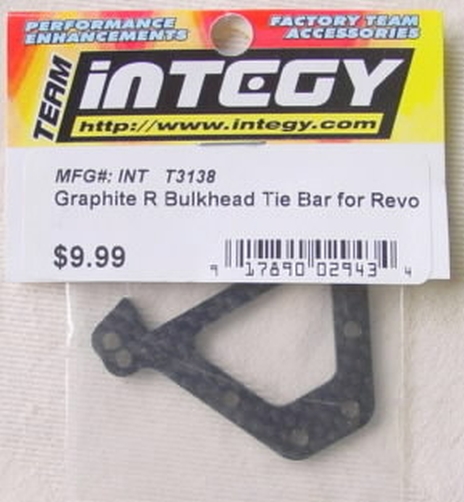 PERFORMANCE ENHANCEMENTS
FACTORY TEAM ACCESSORIES
TEAM
iNTEGY
http://www.integy.com
MFG#: INT T3138
Graphite R Bulkhead Tie Bar for Revo
$9.99
9 17890 02943 4